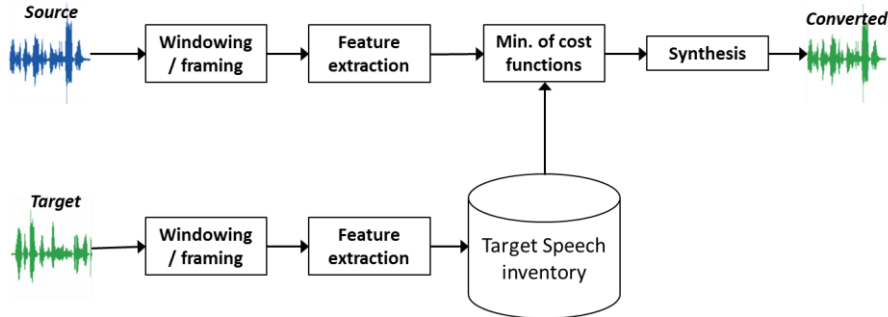 Source
Converted
Windowing
/ framing
Feature
extraction
Min. of cost
functions
Synthesis
Target
Windowing
/ framing
Feature
extraction
Target Speech
inventory